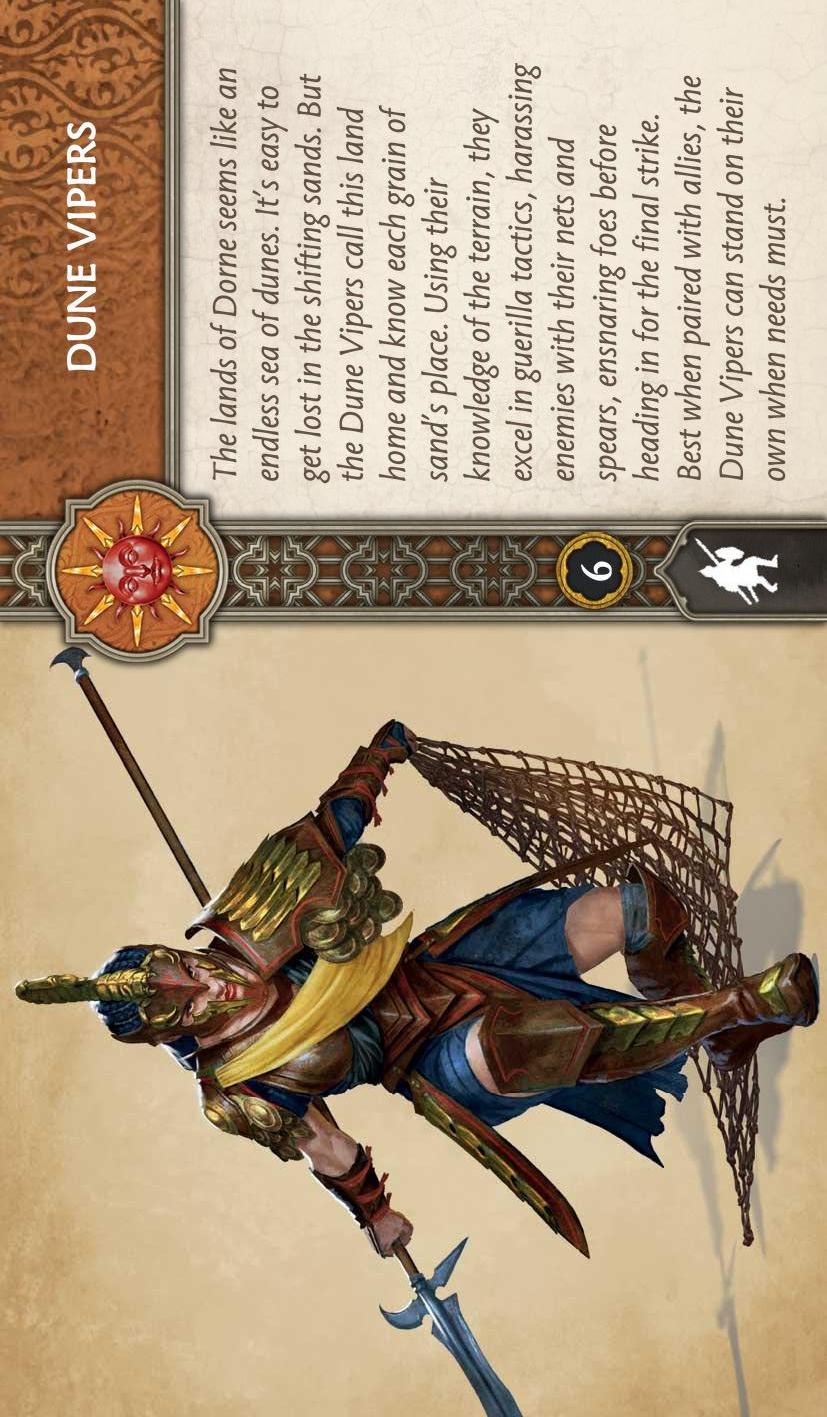 DUNE VIPERS
The lands of Dorne seems like an
endless sea of dunes. It's easy to
get lost in the shifting sands. But
the Dune Vipers call this land
home and know each grain of
sand's place. Using their
knowledge of the terrain, they
excel in guerilla tactics, harassing
enemies with their nets and
spears, ensnaring foes before
heading in for the final strike.
Best when paired with allies, the
Dune Vipers can stand on their
own when needs must.
6